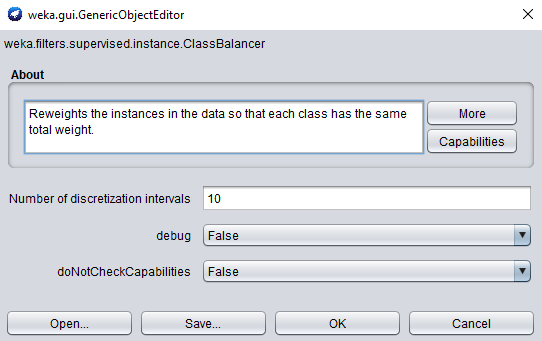 weka.gui.GenericObjectEditor
weka.filters.supervised.instance.ClassBalancer
About
Reweights the instances in the data so that each class has the same
total weight.
More
Capabilities
Number of discretization intervals 10
debug False
doNotCheckCapabilities False
Open... Save... OK Cancel